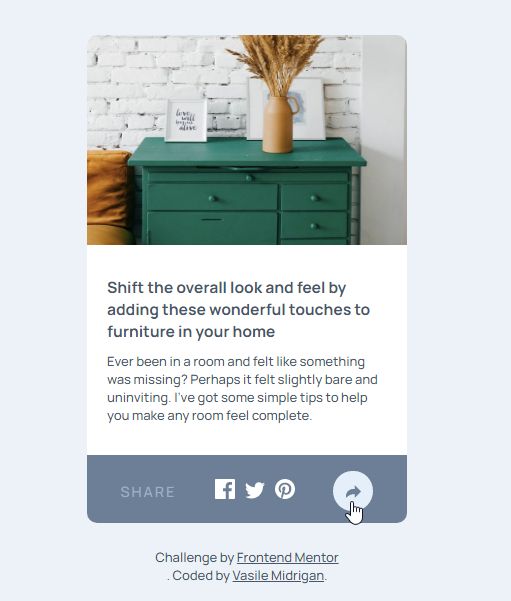 love
will
keep us
alive
Shift the overall look and feel by
adding these wonderful touches to
furniture in your home
Ever been in a room and felt like something
was missing? Perhaps it felt slightly bare and
uninviting. I've got some simple tips to help
you make any room feel complete.
SHARE
Challenge by Frontend Mentor
. Coded by Vasile Midrigan.